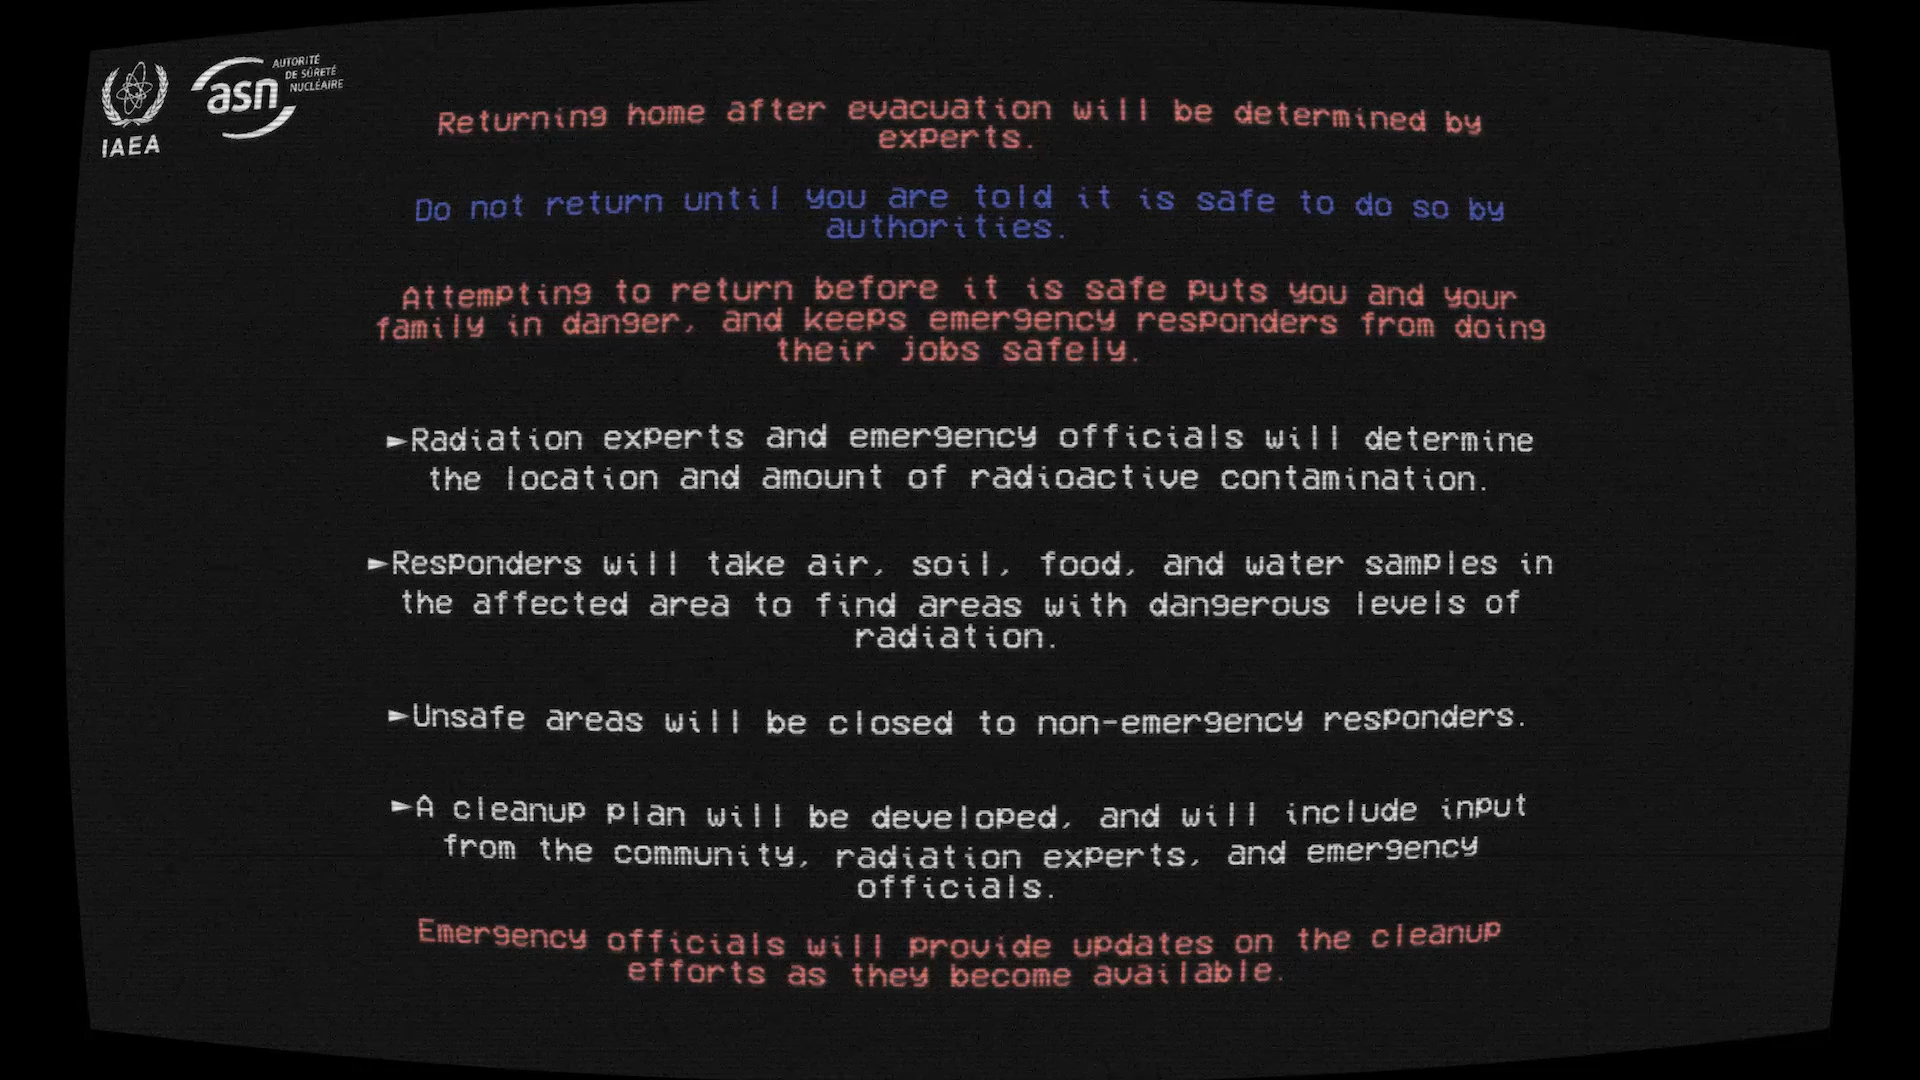 IAEA
asn
AUTORITÉ
DE SÛRETÉ
NUCLÉAIRE
Returning home after evacuation will be determined by
experts.
Do not return until you are told it is safe to do so by
authorities.
Attempting to return before it is safe puts you and your
family in danger, and keeps emergency responders from doing
their jobs safely.
►Radiation experts and emergency officials will determine
the location and amount of radioactive contamination.
►Responders will take air, soil, food, and water samples in
the affected area to find areas with dangerous levels of
radiation.
►Unsafe areas will be closed to non-emergency responders.
►A cleanup plan will be developed, and will include input
from the community, radiation experts, and emergency
officials.
Emergency officials will provide updates on the cleanup
efforts as they become available.